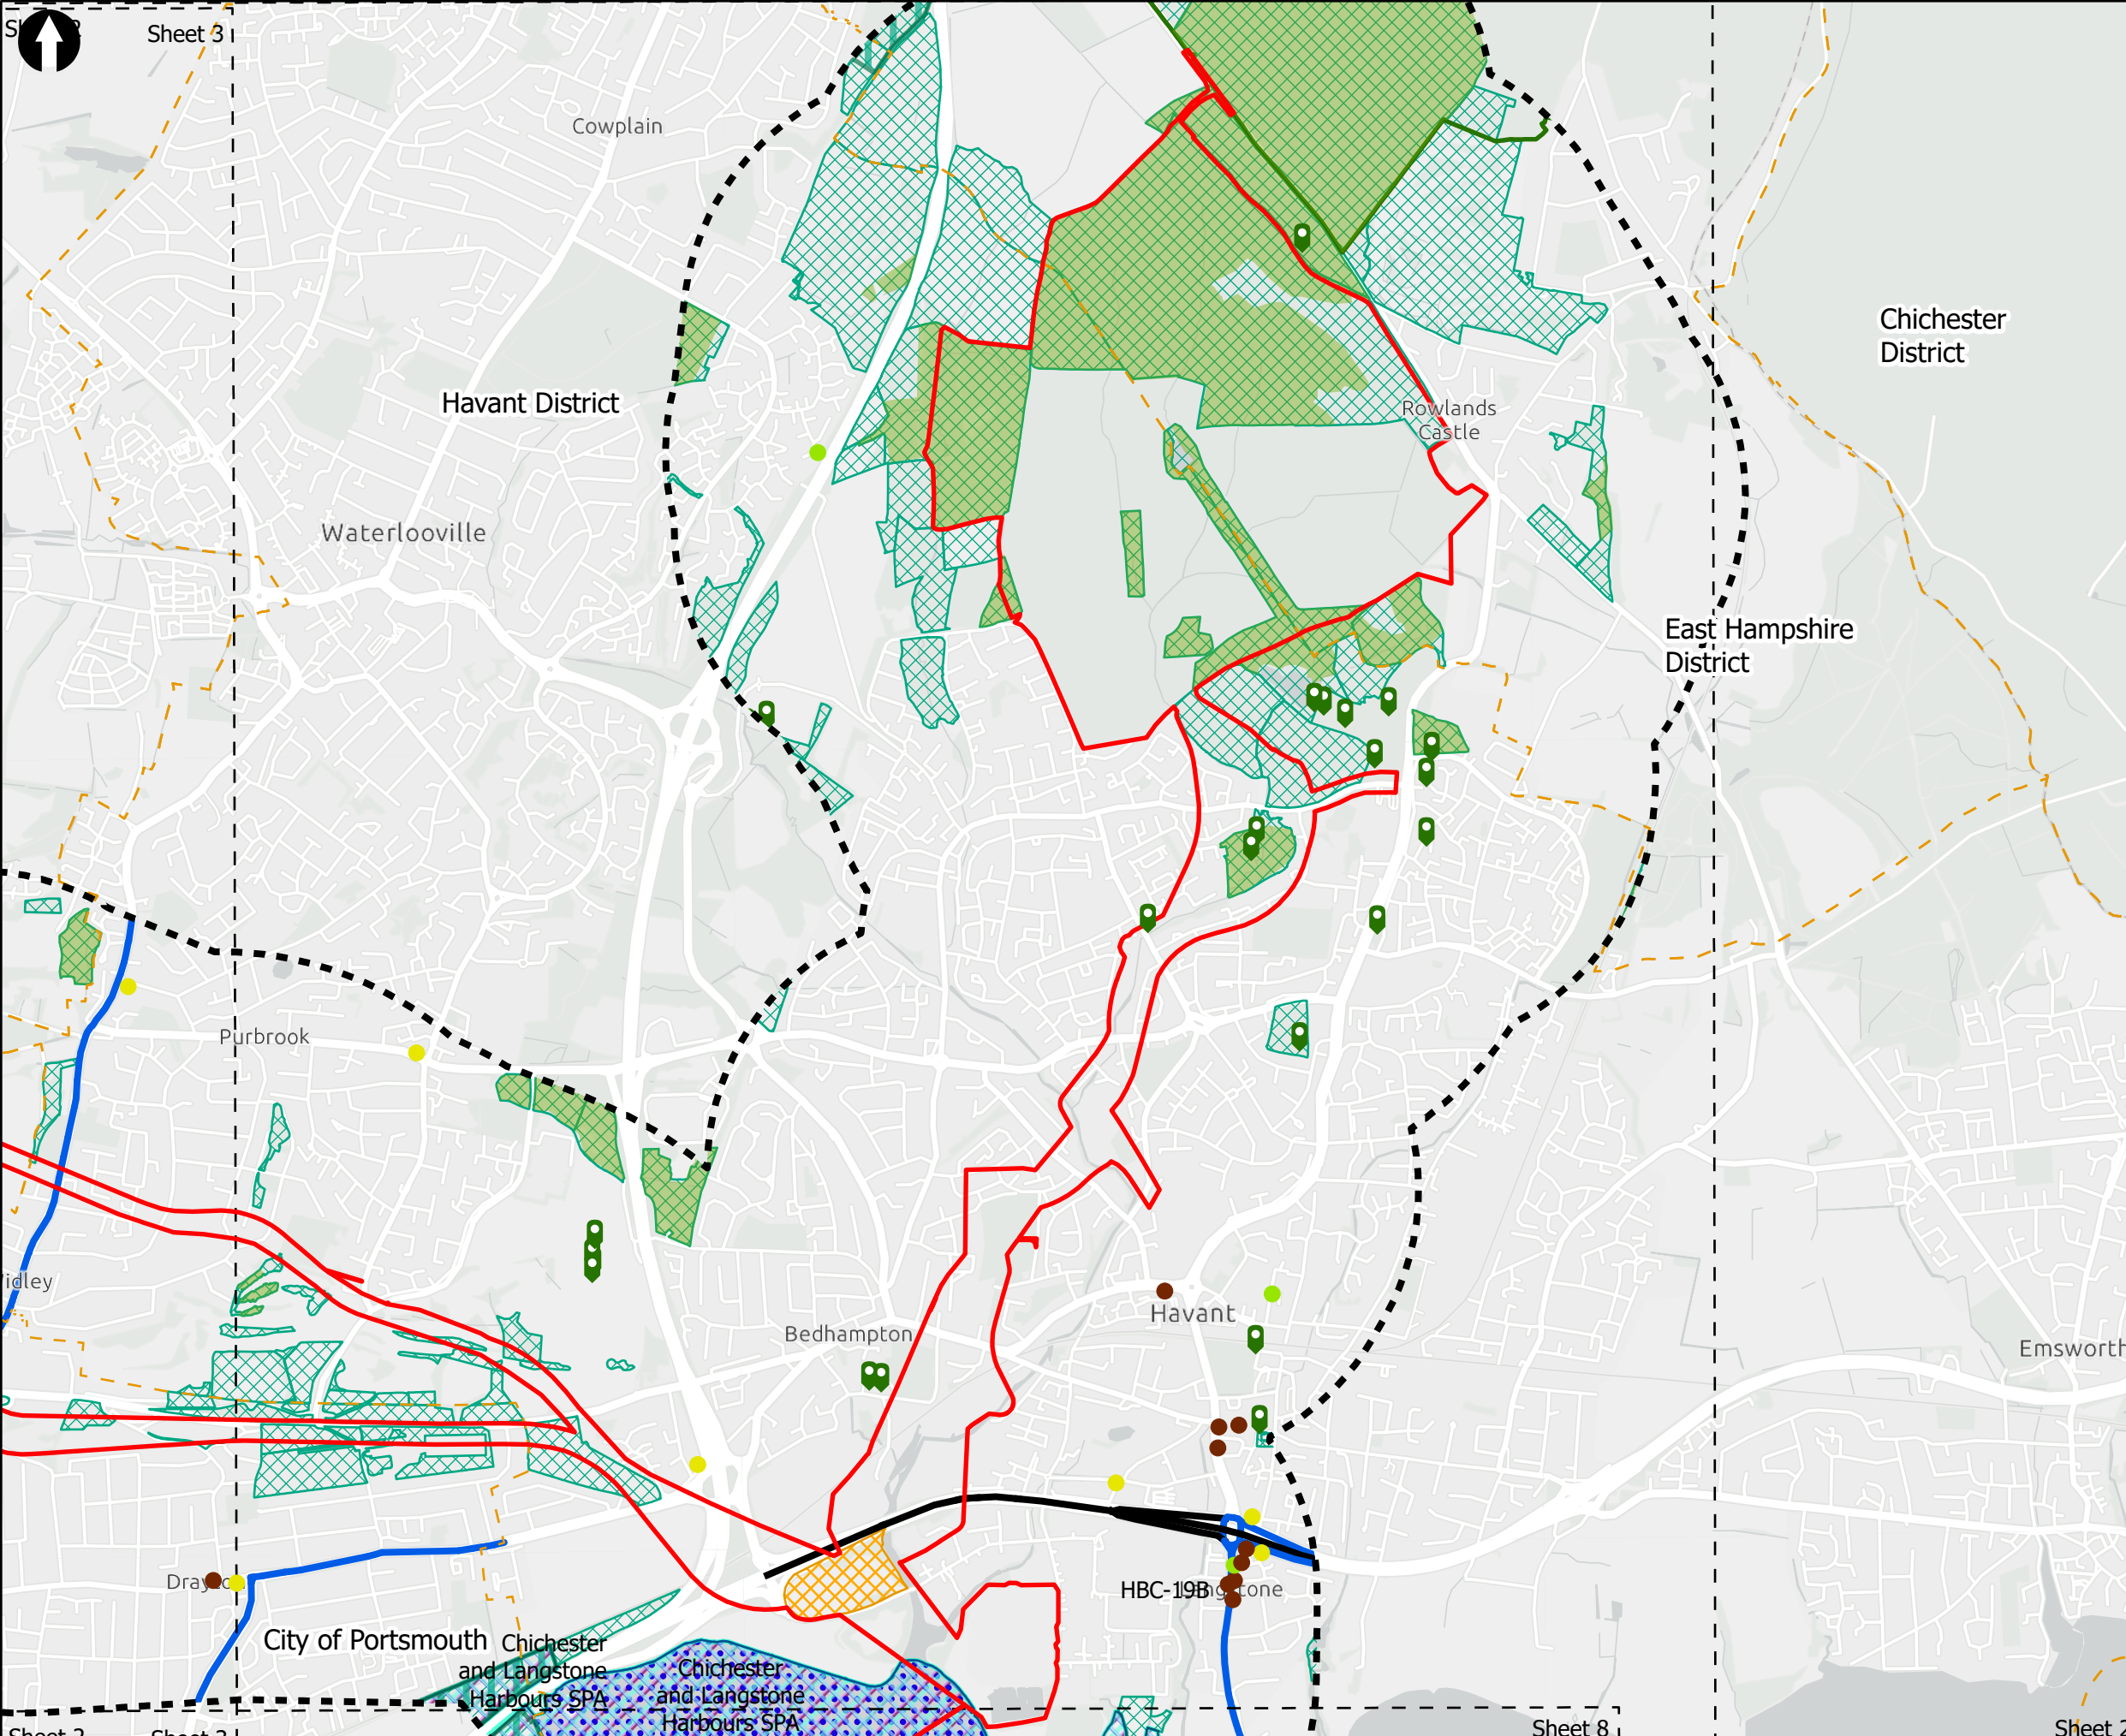 Sheet 3
Cowplain
Chichester
District
Havant District
Rowlands
Castle
Waterlooville
East Hampshire
District
Purbrook
Havant
Bedhampton
Emsworth
Drayton
HBC-19B
Langstone
City of Portsmouth
Chichester
and Langstone
Harbours SPA
Chichester
and Langstone
Harbours SPA
Sheet 8
Sheet 2
Sheet 3